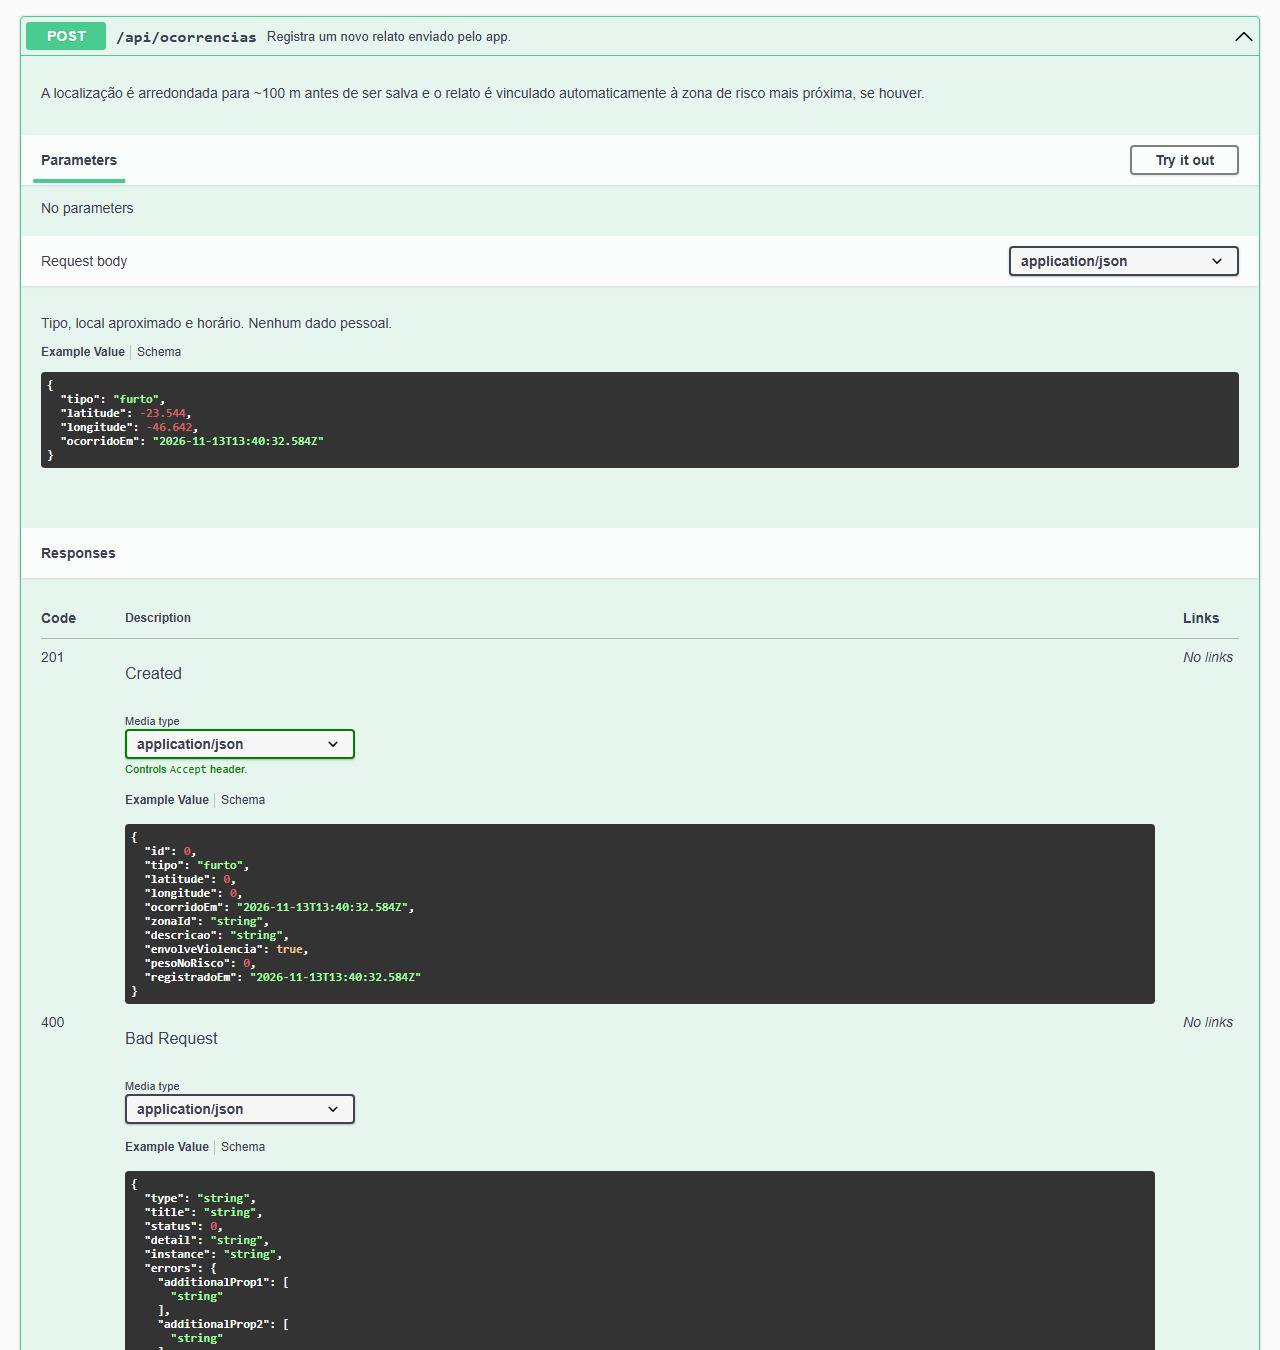 POST /api/ocorrencias Registra um novo relato enviado pelo app.
A localização é arredondada para ~100 m antes de ser salva e o relato é vinculado automaticamente à zona de risco mais próxima, se houver.
Parameters
Try it out
No parameters
Request body
application/json
Tipo, local aproximado e horário. Nenhum dado pessoal.
Example Value Schema
{
"tipo": "furto",
"latitude": -23.544,
"longitude": -46.642,
"ocorridoEm": "2026-11-13T13:40:32.584Z"
}
Responses
Code Description Links
201 Created No links
Media type
application/json
Controls Accept header.
Example Value Schema
{
"id": 0,
"tipo": "furto",
"latitude": 0,
"longitude": 0,
"ocorridoEm": "2026-11-13T13:40:32.584Z",
"zonaId": "string",
"descricao": "string",
"envolveViolencia": true,
"pesoNoRisco": 0,
"registradoEm": "2026-11-13T13:40:32.584Z"
}
400 Bad Request No links
Media type
application/json
Example Value Schema
{
"type": "string",
"title": "string",
"status": 0,
"detail": "string",
"instance": "string",
"errors": {
"additionalProp1": [
"string"
],
"additionalProp2": [
"string"